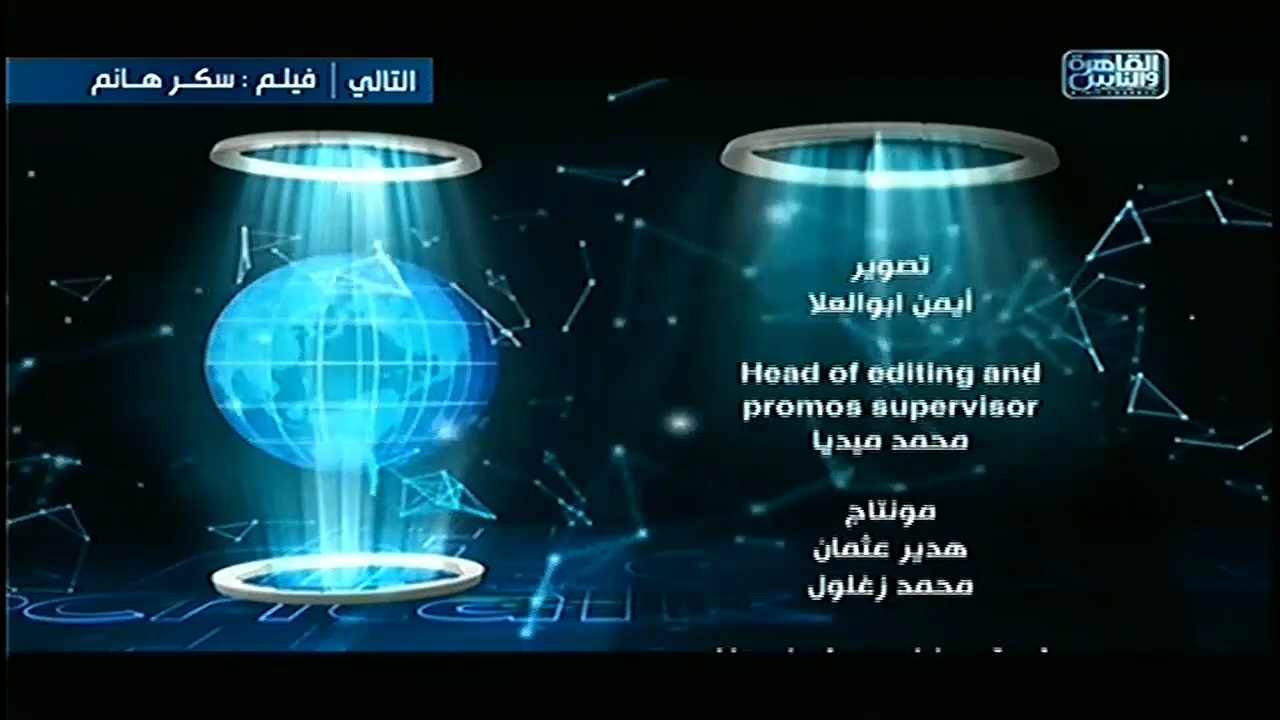 التالي | فيلم : سكر هانم
القاهرة
والناس
تصوير
أيمن ابوالعلا
Head of editing and
promos supervisor
محمد ميديا
مونتاج
هدير عثمان
محمد زغلول